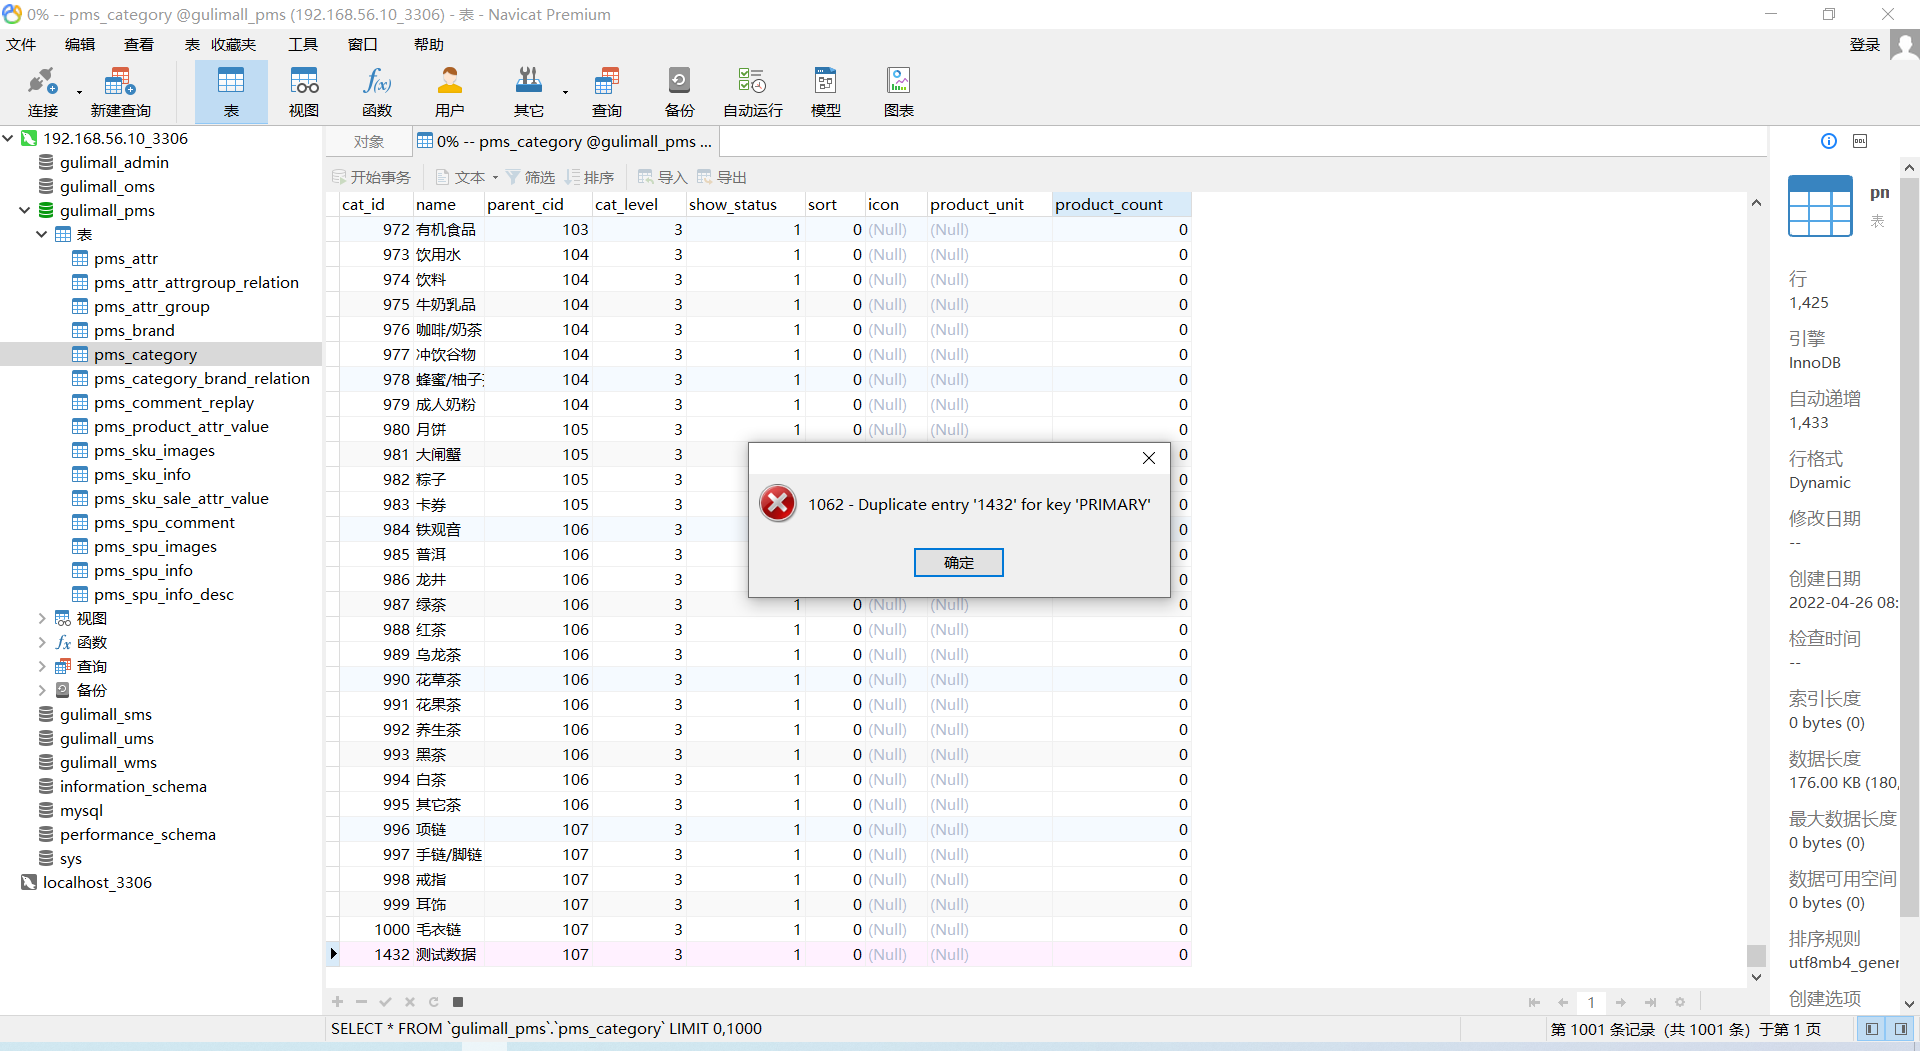 0% -- pms_category @gulimall_pms (192.168.56.10_3306) - 表 - Navicat Premium
文件 编辑 查看 表 收藏夹 工具 窗口 帮助 登录
连接 新建查询 表 视图 函数 用户 其它 查询 备份 自动运行 模型 图表
192.168.56.10_3306
gulimall_admin
gulimall_oms
gulimall_pms
表
pms_attr
pms_attr_attrgroup_relation
pms_attr_group
pms_brand
pms_category
pms_category_brand_relation
pms_comment_replay
pms_product_attr_value
pms_sku_images
pms_sku_info
pms_sku_sale_attr_value
pms_spu_comment
pms_spu_images
pms_spu_info
pms_spu_info_desc
视图
函数
查询
备份
gulimall_sms
gulimall_ums
gulimall_wms
information_schema
mysql
performance_schema
sys
localhost_3306
对象 0% -- pms_category @gulimall_pms ...
开始事务 文本 筛选 排序 导入 导出
cat_id name parent_cid cat_level show_status sort icon product_unit product_count
972 有机食品 103 3 1 0 (Null) (Null) 0
973 饮用水 104 3 1 0 (Null) (Null) 0
974 饮料 104 3 1 0 (Null) (Null) 0
975 牛奶乳品 104 3 1 0 (Null) (Null) 0
976 咖啡/奶茶 104 3 1 0 (Null) (Null) 0
977 冲饮谷物 104 3 1 0 (Null) (Null) 0
978 蜂蜜/柚子 104 3 1 0 (Null) (Null) 0
979 成人奶粉 104 3 1 0 (Null) (Null) 0
980 月饼 105 3 1 0 (Null) (Null) 0
981 大闸蟹 105 3 0
982 粽子 105 3 0
983 卡券 105 3 0
984 铁观音 106 3 0
985 普洱 106 3 0
986 龙井 106 3 0
987 绿茶 106 3 1 0 (Null) (Null) 0
988 红茶 106 3 1 0 (Null) (Null) 0
989 乌龙茶 106 3 1 0 (Null) (Null) 0
990 花草茶 106 3 1 0 (Null) (Null) 0
991 花果茶 106 3 1 0 (Null) (Null) 0
992 养生茶 106 3 1 0 (Null) (Null) 0
993 黑茶 106 3 1 0 (Null) (Null) 0
994 白茶 106 3 1 0 (Null) (Null) 0
995 其它茶 106 3 1 0 (Null) (Null) 0
996 项链 107 3 1 0 (Null) (Null) 0
997 手链/脚链 107 3 1 0 (Null) (Null) 0
998 戒指 107 3 1 0 (Null) (Null) 0
999 耳饰 107 3 1 0 (Null) (Null) 0
1000 毛衣链 107 3 1 0 (Null) (Null) 0
1432 测试数据 107 3 1 0 (Null) (Null) 0
1062 - Duplicate entry '1432' for key 'PRIMARY'
确定
1
SELECT * FROM `gulimall_pms`.`pms_category` LIMIT 0,1000
第 1001 条记录 (共 1001 条) 于第 1 页
pn
表
行
1,425
引擎
InnoDB
自动递增
1,433
行格式
Dynamic
修改日期
--
创建日期
2022-04-26 08:
检查时间
--
索引长度
0 bytes (0)
数据长度
176.00 KB (180,
最大数据长度
0 bytes (0)
数据可用空间
0 bytes (0)
排序规则
utf8mb4_gener
创建选项